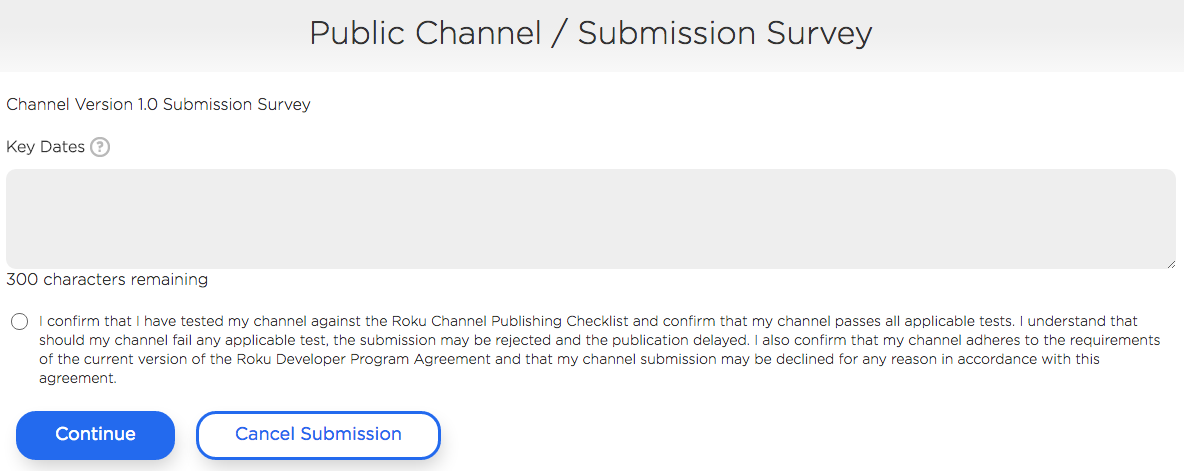 Public Channel / Submission Survey
Channel Version 1.0 Submission Survey
Key Dates ?
300 characters remaining
I confirm that I have tested my channel against the Roku Channel Publishing Checklist and confirm that my channel passes all applicable tests. I understand that
should my channel fail any applicable test, the submission may be rejected and the publication delayed. I also confirm that my channel adheres to the requirements
of the current version of the Roku Developer Program Agreement and that my channel submission may be declined for any reason in accordance with this
agreement.
Continue
Cancel Submission